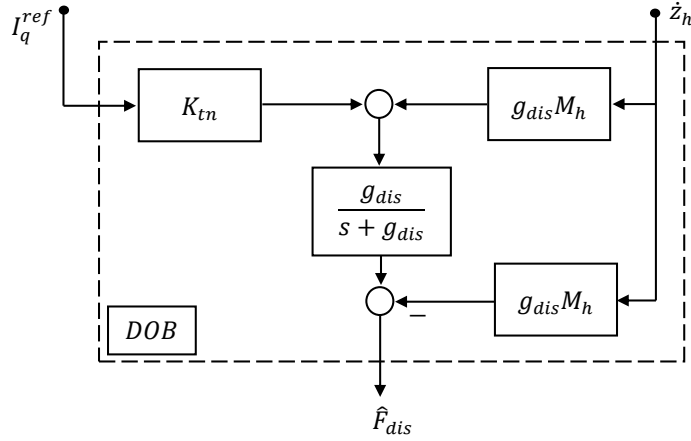 I_q^{ref}
ż_h
K_{tn}
g_{dis}M_h
g_{dis}
s + g_{dis}
g_{dis}M_h
−
DOB
F̂_{dis}